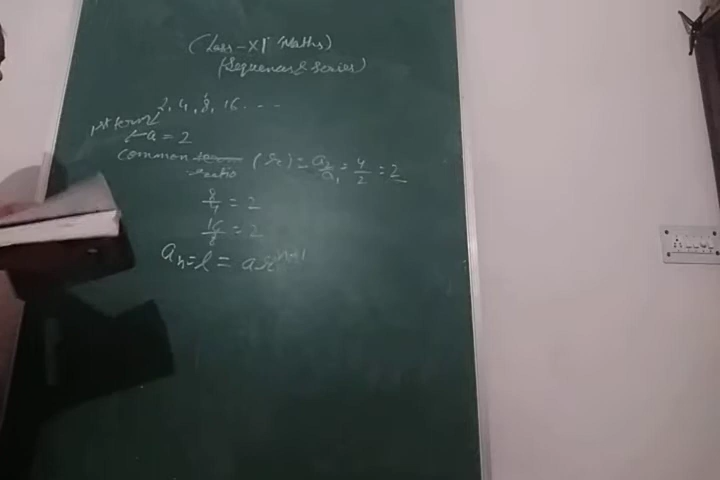 (Class-XI Maths)
(Sequences & Series)
2, 4, 8, 16 ....
1st term
a = 2
common ratio (r) = a₂/a₁ = 4/2 = 2
8/4 = 2
16/8 = 2
aₙ = l = arⁿ⁻¹